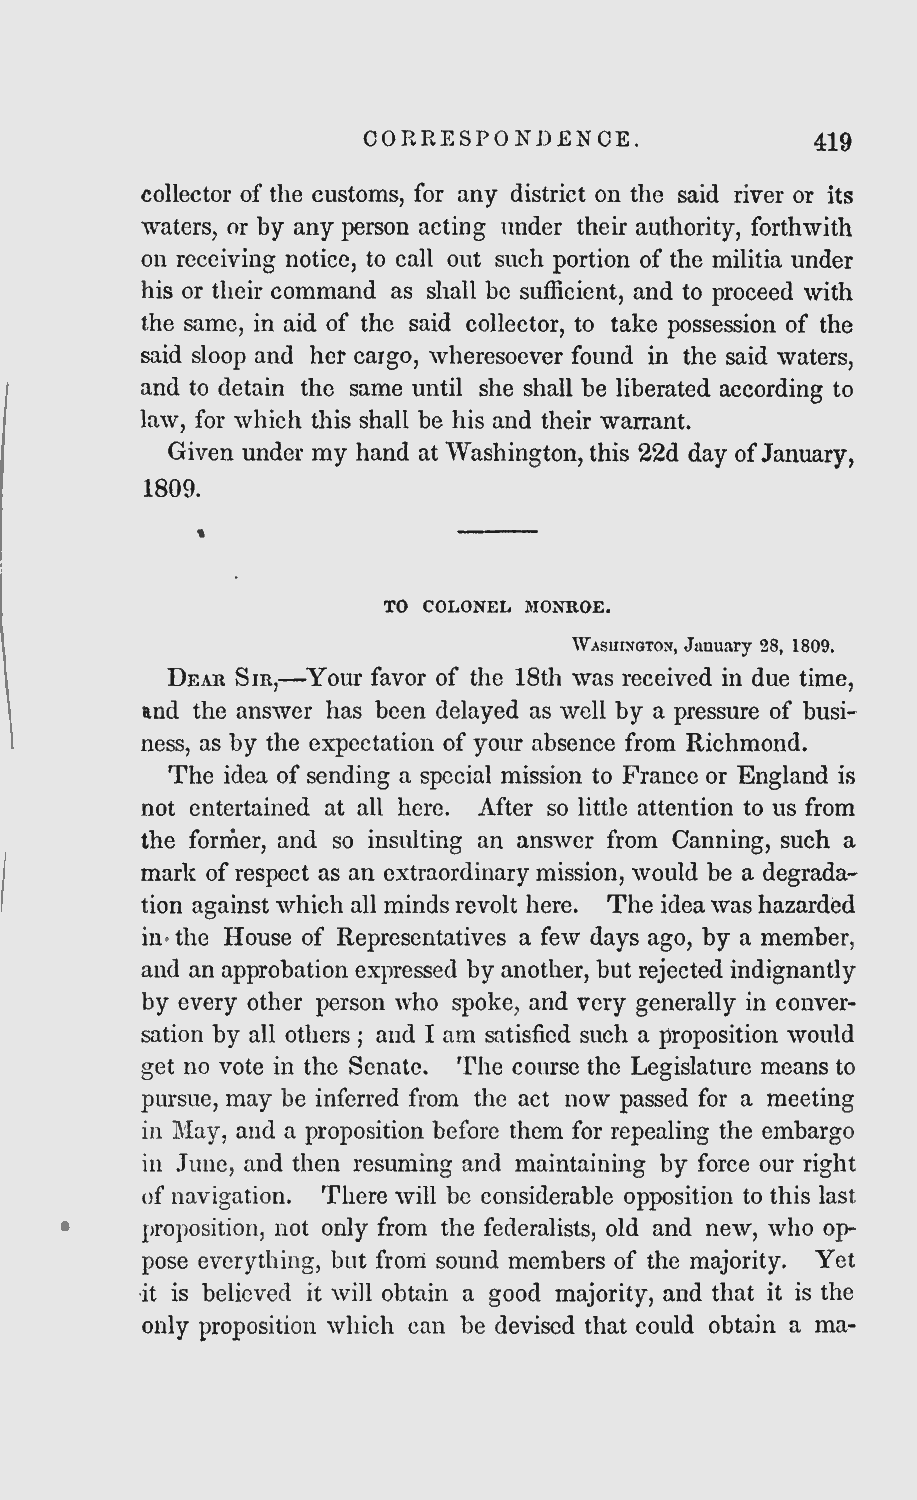 CORRESPONDENCE. 419
collector of the customs, for any district on the said river or its
waters, or by any person acting under their authority, forthwith
on receiving notice, to call out such portion of the militia under
his or their command as shall be sufficient, and to proceed with
the same, in aid of the said collector, to take possession of the
said sloop and her cargo, wheresoever found in the said waters,
and to detain the same until she shall be liberated according to
law, for which this shall be his and their warrant.
Given under my hand at Washington, this 22d day of January,
1809.
TO COLONEL MONROE.
WASHINGTON, January 28, 1809.
DEAR SIR,—Your favor of the 18th was received in due time,
and the answer has been delayed as well by a pressure of busi-
ness, as by the expectation of your absence from Richmond.
The idea of sending a special mission to France or England is
not entertained at all here. After so little attention to us from
the former, and so insulting an answer from Canning, such a
mark of respect as an extraordinary mission, would be a degrada-
tion against which all minds revolt here. The idea was hazarded
in the House of Representatives a few days ago, by a member,
and an approbation expressed by another, but rejected indignantly
by every other person who spoke, and very generally in conver-
sation by all others ; and I am satisfied such a proposition would
get no vote in the Senate. The course the Legislature means to
pursue, may be inferred from the act now passed for a meeting
in May, and a proposition before them for repealing the embargo
in June, and then resuming and maintaining by force our right
of navigation. There will be considerable opposition to this last
proposition, not only from the federalists, old and new, who op-
pose everything, but from sound members of the majority. Yet
it is believed it will obtain a good majority, and that it is the
only proposition which can be devised that could obtain a ma-